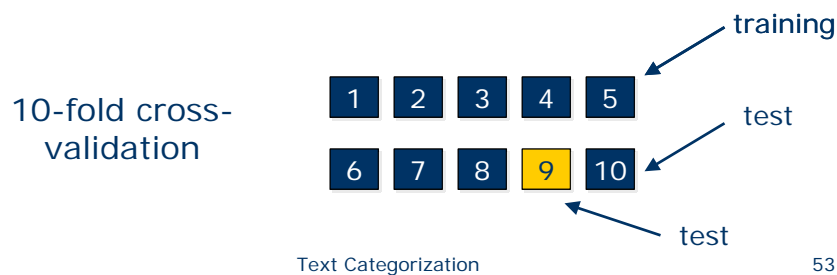 training
10-fold cross-
validation
1 2 3 4 5
test
6 7 8 9 10
test
Text Categorization 53